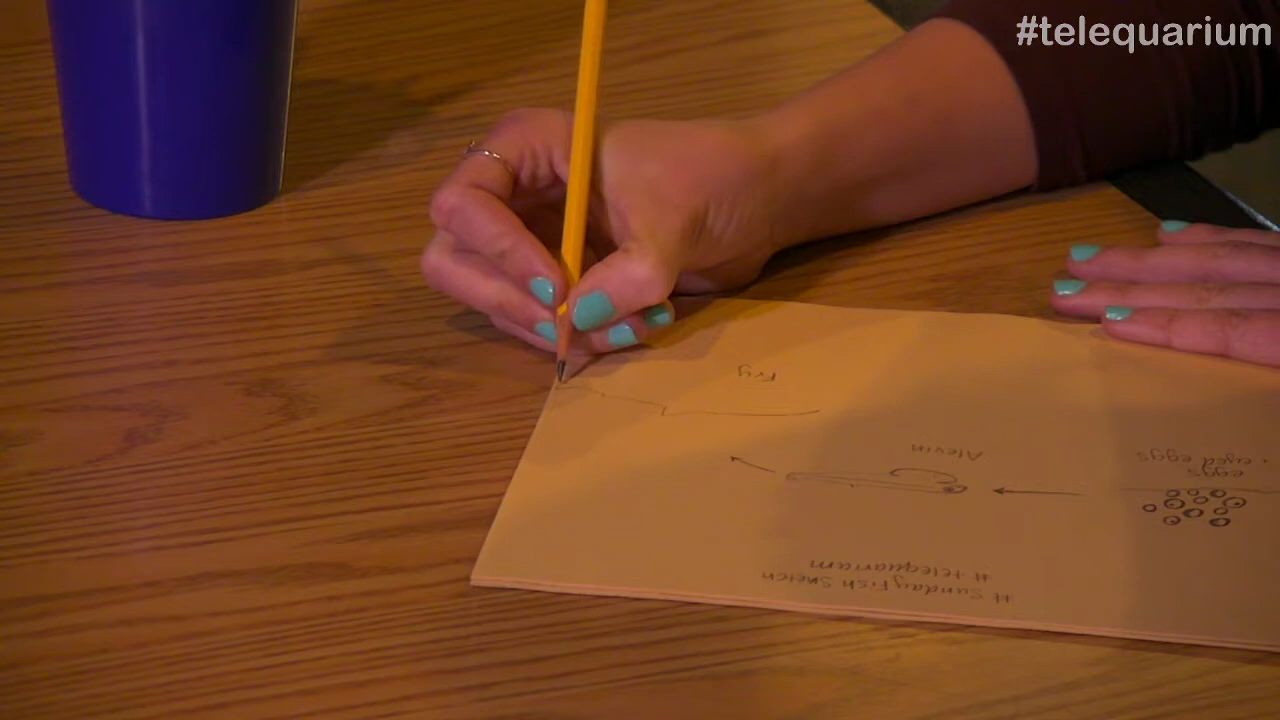 #telequarium
# Sunday Fish Sketch
# telequarium
eggs
eyed eggs
Alevin
Fry